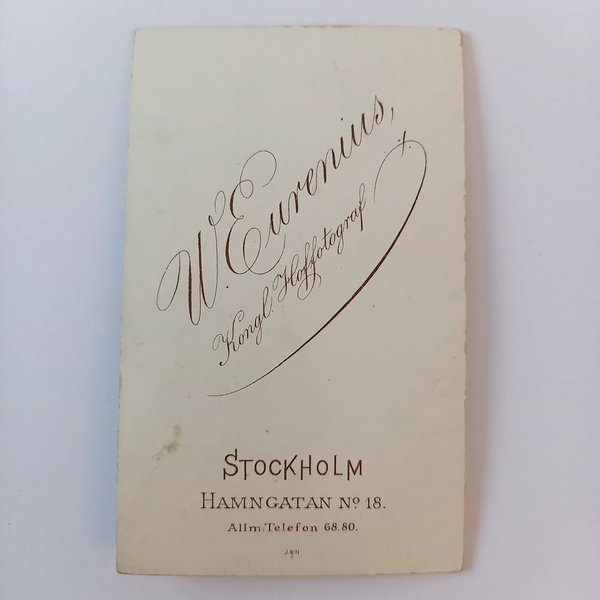 W. Eurenius,
Kongl. Hoffotograf
STOCKHOLM
HAMNGATAN No 18.
Allm: Telefon 68.80.
J & H